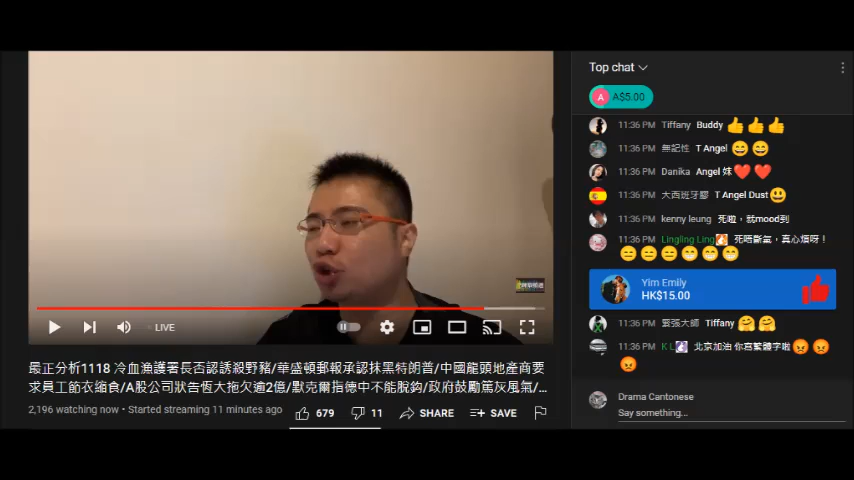 Top chat
A A$5.00
11:36 PM Tiffany Buddy 👍👍👍
11:36 PM 無記性 T Angel 😄😄
11:36 PM Danika Angel 妹❤️❤️
11:36 PM 大西班牙膠 T Angel Dust😃
11:36 PM kenny leung 死啦，就mood到
11:36 PM Lingling Ling 死唔斷氣，真心煩呀！
😑😑😑😁😁😁
Yim Emily
HK$15.00
11:36 PM 緊張大師 Tiffany 🤗🤗
11:36 PM K L 北京加油 你寫繁體字啦😡😡
😡
Drama Cantonese
Say something...
LIVE
最正分析1118 冷血漁護署長否認誘殺野豬/華盛頓郵報承認抹黑特朗普/中國龍頭地產商要
求員工節衣縮食/A股公司狀告恆大拖欠逾2億/默克爾指德中不能脫鈎/政府鼓勵篤灰風氣/...
2,196 watching now • Started streaming 11 minutes ago
679
11
SHARE
SAVE